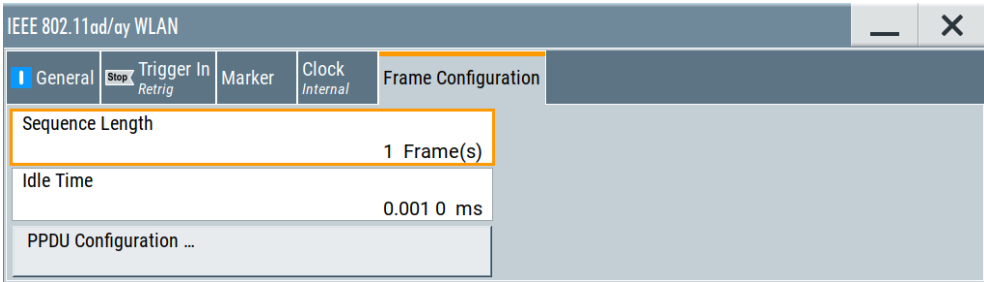 IEEE 802.11ad/ay WLAN
General
Stop
Trigger In
Retrig
Marker
Clock
Internal
Frame Configuration
Sequence Length
1 Frame(s)
Idle Time
0.001 0 ms
PPDU Configuration ...